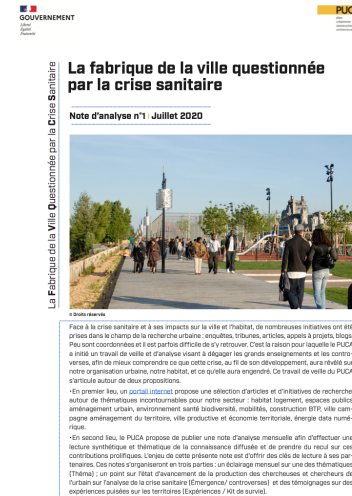 GOUVERNEMENT
Liberté
Égalité
Fraternité
PUCA
La Fabrique de la Ville Questionnée par la Crise Sanitaire
La fabrique de la ville questionnée
par la crise sanitaire
Note d'analyse n°1 | Juillet 2020
© Droits réservés
Face à la crise sanitaire et à ses impacts sur la ville et l'habitat, de nombreuses initiatives ont été
prises dans le champ de la recherche urbaine : enquêtes, tribunes, articles, appels à projets, blogs.
Peu sont coordonnées et il est parfois difficile de s'y retrouver. C'est la raison pour laquelle le PUCA
a initié un travail de veille et d'analyse visant à dégager les grands enseignements et les contro-
verses, afin de mieux comprendre ce que cette crise, au fil de son développement, aura révélé sur
notre organisation urbaine, notre habitat, et ce qu'elle aura engendré. Ce travail de veille du PUCA
s'articule autour de deux propositions.
•En premier lieu, un portail internet propose une sélection d'articles et d'initiatives de recherche
autour de thématiques incontournables pour notre secteur : habitat logement, espaces publics
aménagement urbain, environnement santé biodiversité, mobilités, construction BTP, ville cam-
pagne aménagement du territoire, ville productive et économie territoriale, énergie data numé-
rique.
•En second lieu, le PUCA propose de publier une note d'analyse mensuelle afin d'effectuer une
lecture synthétique et thématique de la connaissance diffusée et de prendre du recul sur ces
contributions prolifiques. L'enjeu de cette présente note est d'offrir des clés de lecture à ses par-
tenaires. Ces notes s'organiseront en trois parties : un éclairage mensuel sur une des thématiques
(Théma) ; un point sur l'état d'avancement de la production des chercheuses et chercheurs de
l'urbain sur l'analyse de la crise sanitaire (Émergence/ controverses) et des témoignages sur des
expériences puisées sur les territoires (Expériences / Kit de survie).